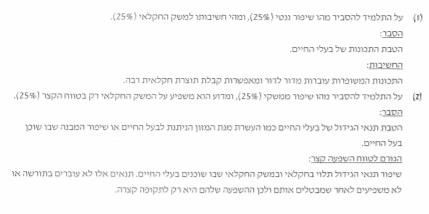 (1) על התלמיד להסביר מהו שיפור גנטי (25%), ומהי חשיבותו למשק החקלאי (25%).
הסבר:
הטבת התכונות של בעלי החיים.
החשיבות:
התכונות המשופרות עוברות מדור לדור ומאפשרות קבלת תוצרת חקלאית רבה.
(2) על התלמיד להסביר מהו שיפור ממשקי (25%), ומדוע הוא משפיע על המשק החקלאי רק בטווח הקצר (25%).
הסבר:
הטבת תנאי הגידול של בעלי החיים כמו העשרת מנת המזון הניתנת לבעל החיים או שיפור המבנה שבו שוכן
בעל החיים.
הגורם לטווח השפעה קצר:
שיפור תנאי הגידול תלוי בחקלאי ובמשק החקלאי שבו שוכנים בעלי החיים. תנאים אלו לא עוברים בתורשה או
לא משפיעים לאחר שמבטלים אותם ולכן ההשפעה שלהם היא רק לתקופה קצרה.